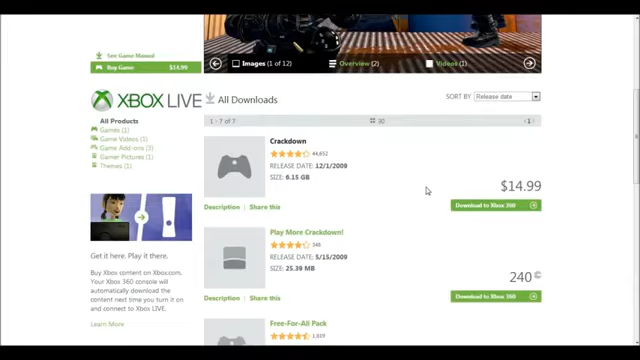 See Game Manual
Buy Game $14.99
Images (1 of 12)
Overview (2)
Videos (1)
XBOX LIVE
All Downloads
SORT BY Release date
1 - 7 of 7
30
1
All Products
Games (1)
Game Videos (1)
Game Add-ons (3)
Gamer Pictures (1)
Themes (1)
Crackdown
44,652
RELEASE DATE: 12/1/2009
SIZE: 6.15 GB
$14.99
Description
Share this
Download to Xbox 360
Play More Crackdown!
348
RELEASE DATE: 5/15/2009
SIZE: 25.39 MB
240
Description
Share this
Download to Xbox 360
Get it here. Play it there.
Buy Xbox content on Xbox.com.
Your Xbox 360 console will
automatically download the
content next time you turn it on
and connect to Xbox LIVE.
Learn More
Free-For-All Pack